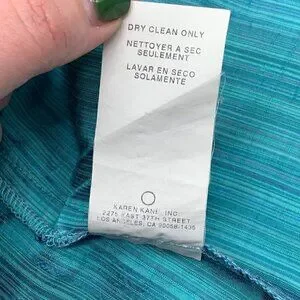 DRY CLEAN ONLY
NETTOYER A SEC
SEULEMENT
LAVAR EN SECO
SOLAMENTE
KAREN KANE, INC.
2275 EAST 37TH STREET
LOS ANGELES, CA 90058-1435